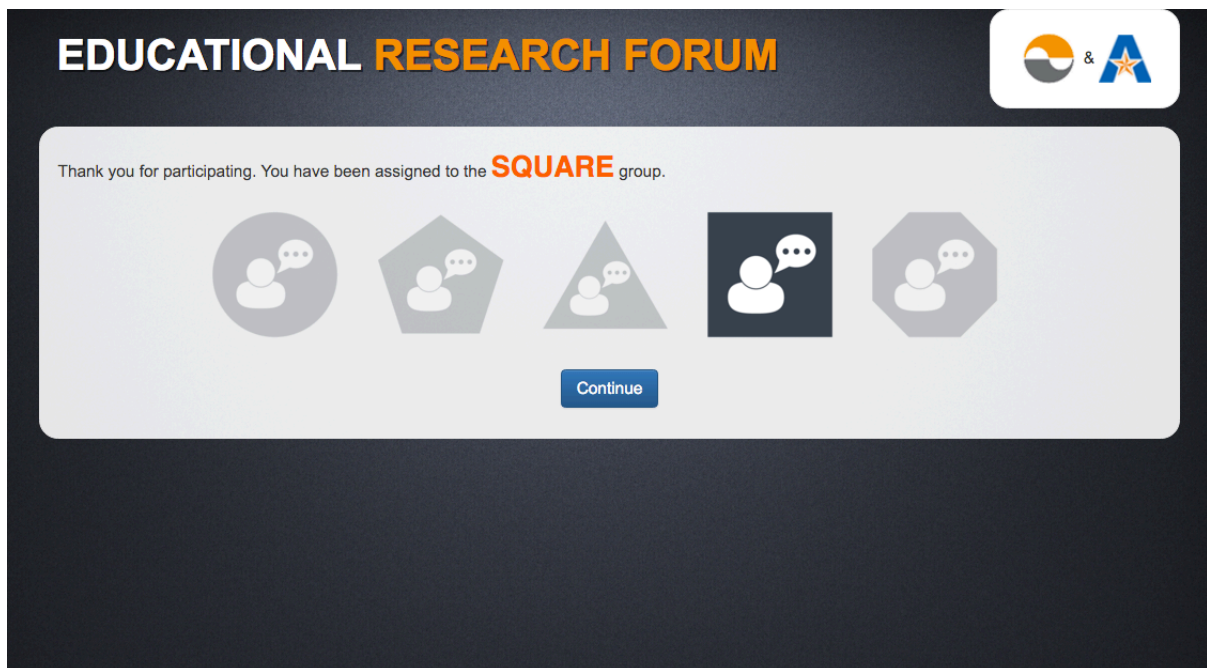 EDUCATIONAL RESEARCH FORUM
& A
Thank you for participating. You have been assigned to the SQUARE group.
Continue